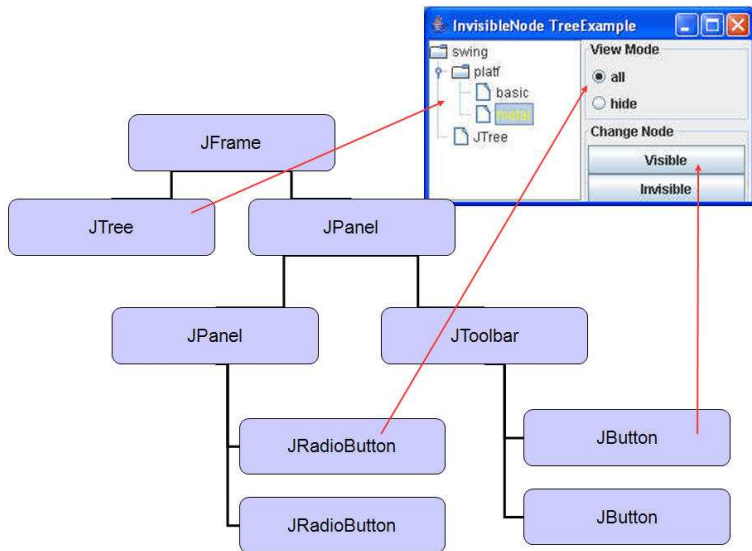 InvisibleNode TreeExample
swing
platf
basic
metal
JTree
View Mode
all
hide
Change Node
Visible
Invisible
JFrame
JTree
JPanel
JPanel
JToolbar
JRadioButton
JButton
JRadioButton
JButton